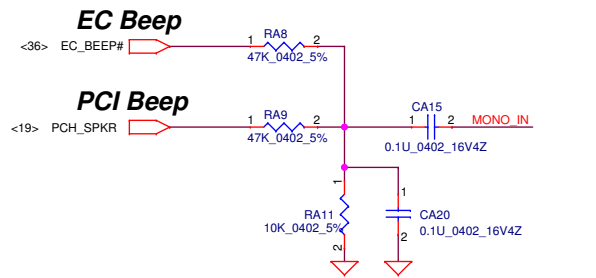 EC Beep
<36> EC_BEEP#
1 RA8 2
47K_0402_5%
PCI Beep
<19> PCH_SPKR
1 RA9 2
47K_0402_5%
CA15
1 2 MONO_IN
0.1U_0402_16V4Z
1
RA11
10K_0402_5%
2
1
CA20
0.1U_0402_16V4Z
2